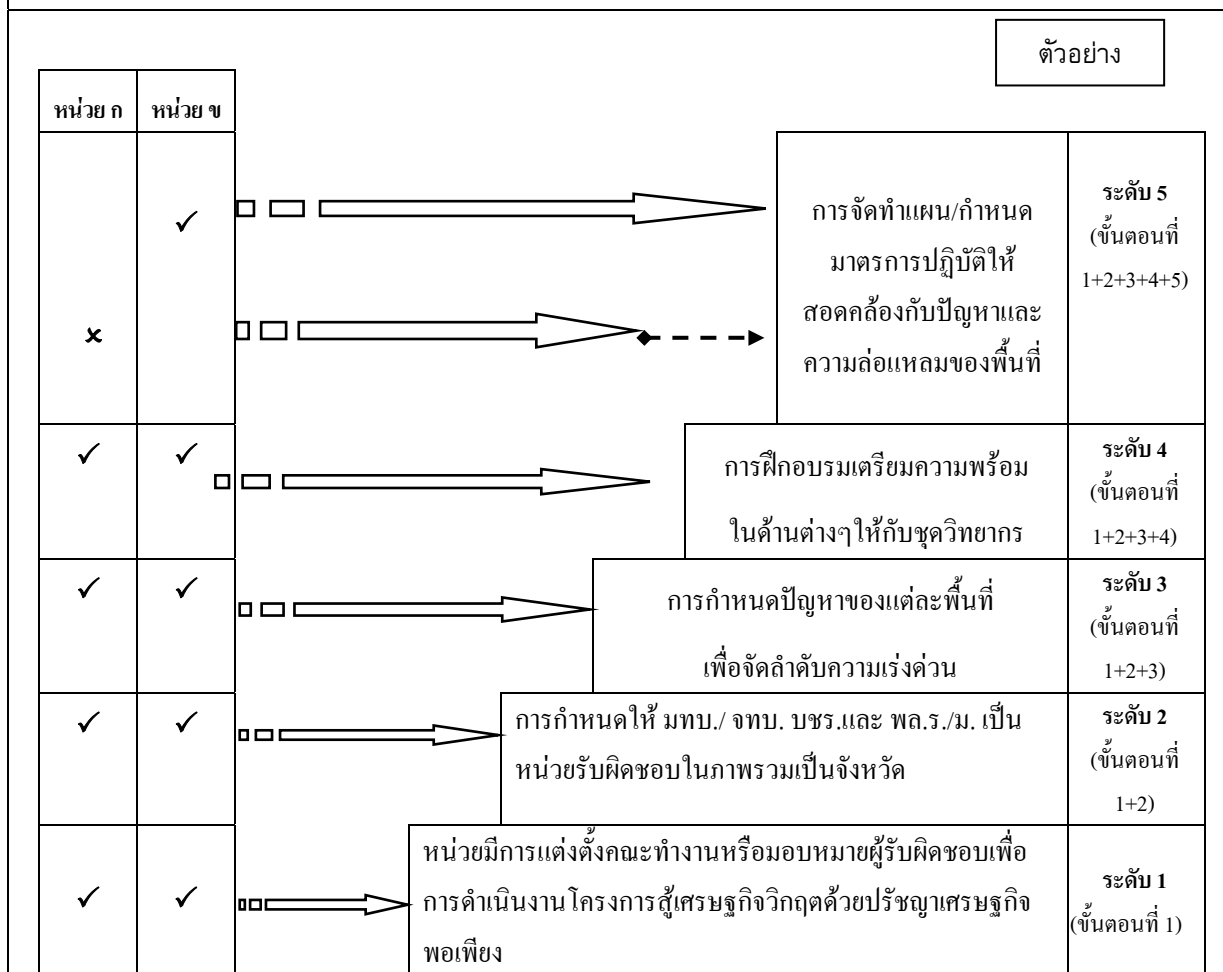 ตัวอย่าง
หน่วย ก หน่วย ข
✓
✗
การจัดทำแผน/กำหนด
มาตรการปฏิบัติให้
สอดคล้องกับปัญหาและ
ความล่อแหลมของพื้นที่
ระดับ 5
(ขั้นตอนที่
1+2+3+4+5)
✓ ✓
การฝึกอบรมเตรียมความพร้อม
ในด้านต่างๆให้กับชุดวิทยากร
ระดับ 4
(ขั้นตอนที่
1+2+3+4)
✓ ✓
การกำหนดปัญหาของแต่ละพื้นที่
เพื่อจัดลำดับความเร่งด่วน
ระดับ 3
(ขั้นตอนที่
1+2+3)
✓ ✓
การกำหนดให้ มทบ./ จทบ. บชร.และ พล.ร./ม. เป็น
หน่วยรับผิดชอบในภาพรวมเป็นจังหวัด
ระดับ 2
(ขั้นตอนที่
1+2)
✓ ✓
หน่วยมีการแต่งตั้งคณะทำงานหรือมอบหมายผู้รับผิดชอบเพื่อ
การดำเนินงานโครงการสู้เศรษฐกิจวิกฤตด้วยปรัชญาเศรษฐกิจ
พอเพียง
ระดับ 1
(ขั้นตอนที่ 1)